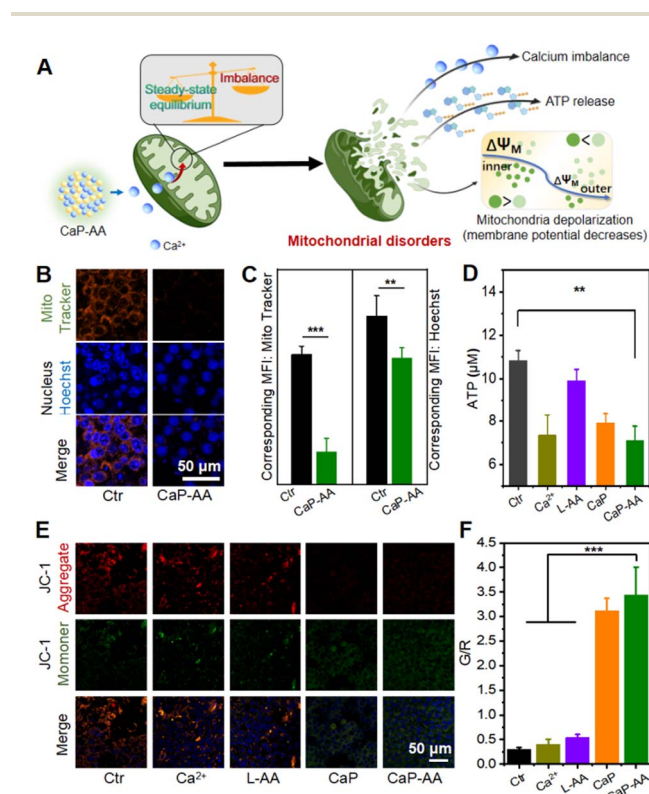 A
Steady-state
equilibrium
Imbalance
CaP-AA
Ca²⁺
Mitochondrial disorders
Calcium imbalance
ATP release
ΔΨM
inner
ΔΨM outer
<
>
Mitochondria depolarization
(membrane potential decreases)
B
Mito
Tracker
Nucleus
Hoechst
Merge
50 μm
Ctr
CaP-AA
C
Corresponding MFI: Mito Tracker
***
**
Corresponding MFI: Hoechst
Ctr
CaP-AA
Ctr
CaP-AA
D
ATP (μM)
14
12
11
10
8
7
6
**
Ctr
Ca²⁺
L-AA
CaP
CaP-AA
E
JC-1
Aggregate
JC-1
Momoner
Merge
50 μm
Ctr
Ca²⁺
L-AA
CaP
CaP-AA
F
G/R
4.5
4.0
3.5
3.0
2.5
2.0
1.5
1.0
0.5
0.0
***
Ctr
Ca²⁺
L-AA
CaP
CaP-AA